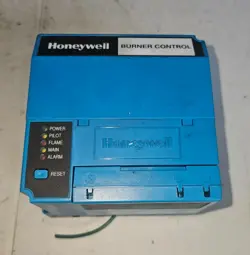 Honeywell BURNER CONTROL
POWER
PILOT
FLAME
MAIN
ALARM
RESET
Honeywell